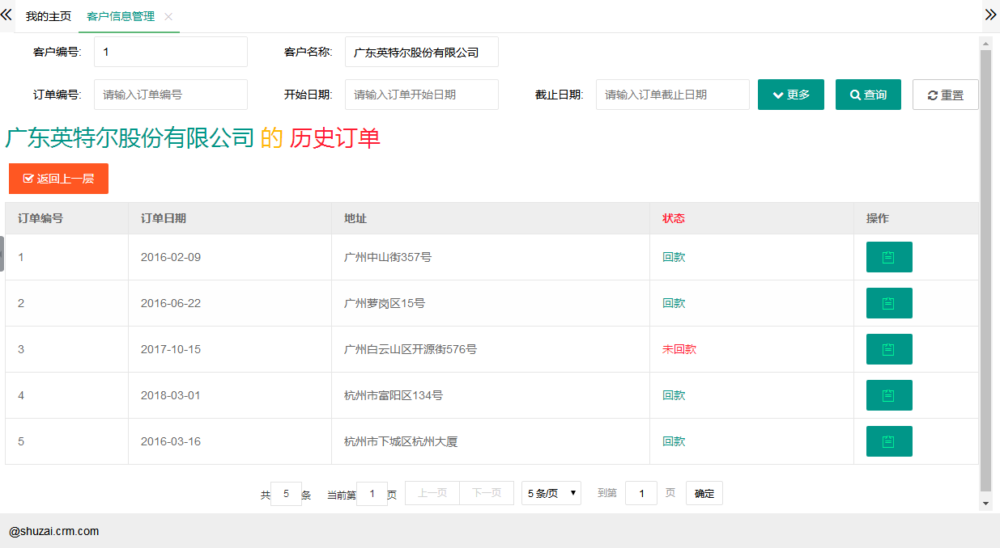 我的主页 客户信息管理
客户编号: 1 客户名称: 广东英特尔股份有限公司
订单编号: 请输入订单编号 开始日期: 请输入订单开始日期 截止日期: 请输入订单截止日期 更多 查询 重置
广东英特尔股份有限公司 的 历史订单
返回上一层
订单编号 订单日期 地址 状态 操作
1 2016-02-09 广州中山街357号 回款
2 2016-06-22 广州萝岗区15号 回款
3 2017-10-15 广州白云山区开源街576号 未回款
4 2018-03-01 杭州市富阳区134号 回款
5 2016-03-16 杭州市下城区杭州大厦 回款
共 5 条 当前第 1 页 上一页 下一页 5 条/页 到第 1 页 确定
@shuzai.crm.com